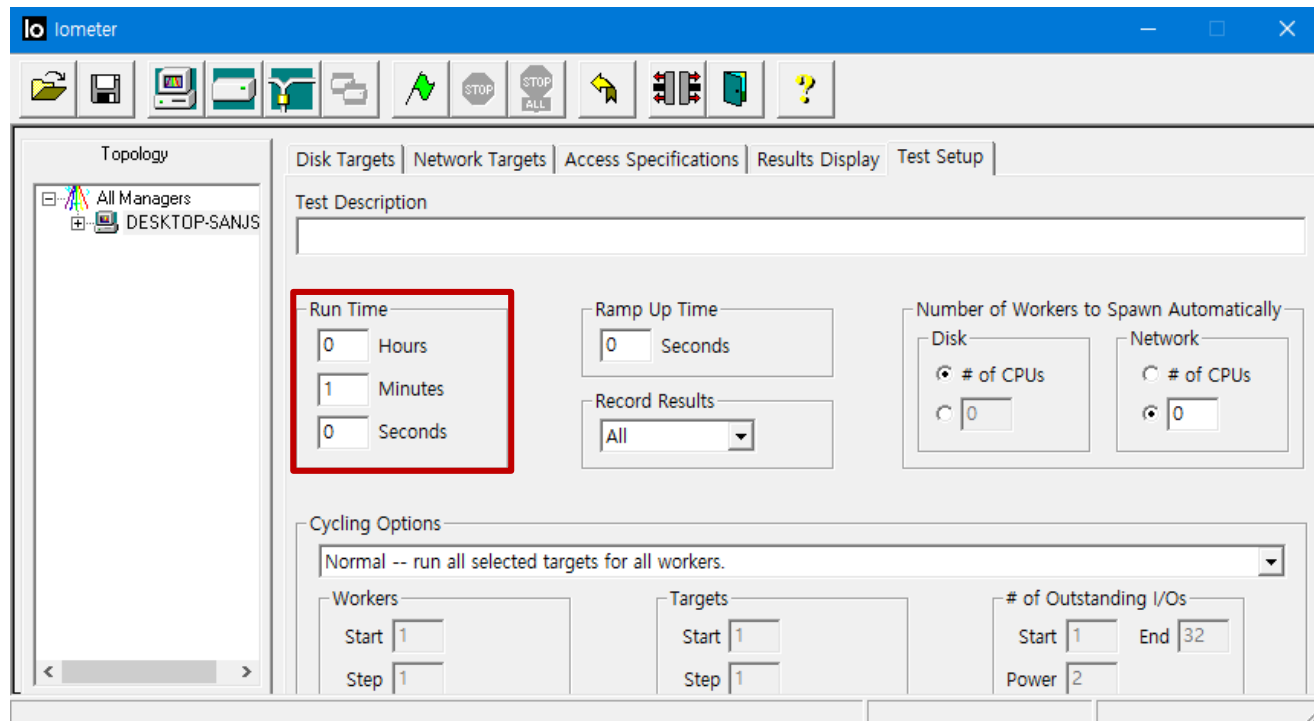 Io Iometer
STOP
STOP
ALL
?
Topology
All Managers
DESKTOP-SANJS
Disk Targets Network Targets Access Specifications Results Display Test Setup
Test Description
Run Time
0 Hours
1 Minutes
0 Seconds
Ramp Up Time
0 Seconds
Record Results
All
Number of Workers to Spawn Automatically
Disk
# of CPUs
0
Network
# of CPUs
0
Cycling Options
Normal -- run all selected targets for all workers.
Workers
Start 1
Step 1
Targets
Start 1
Step 1
# of Outstanding I/Os
Start 1 End 32
Power 2